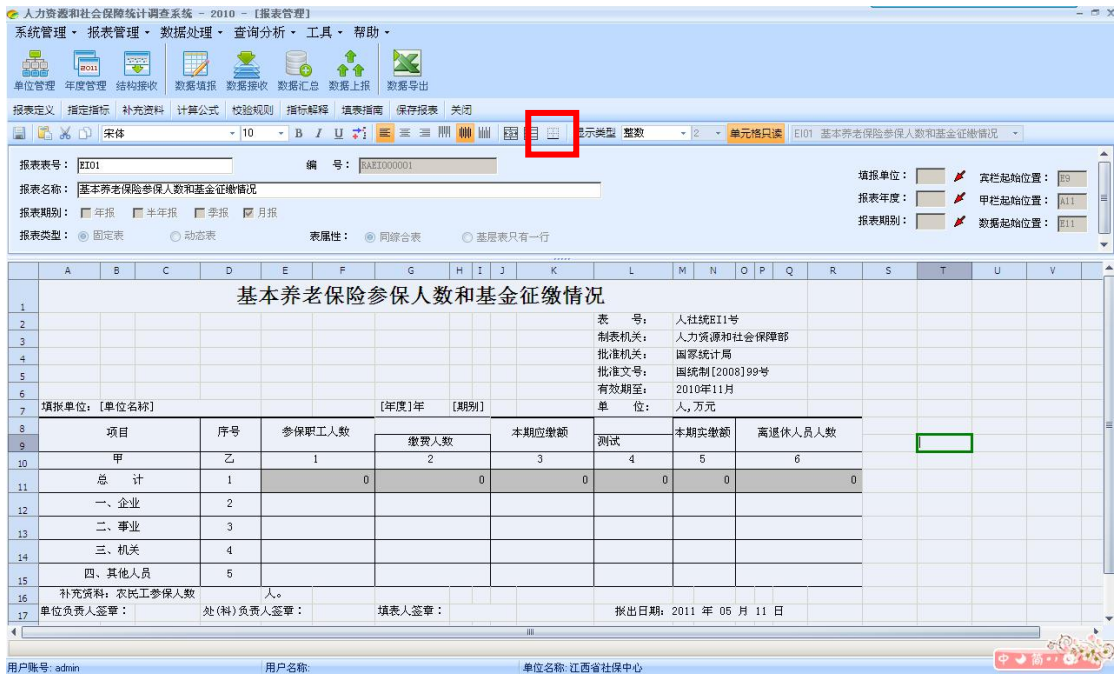 人力资源和社会保障统计调查系统 - 2010 - [报表管理]
系统管理 报表管理 数据处理 查询分析 工具 帮助
2011
单位管理 年度管理 结构接收 数据填报 数据接收 数据汇总 数据上报 数据导出
报表定义 指定指标 补充资料 计算公式 校验规则 指标解释 填表指南 保存报表 关闭
宋体 10 B I U 示类型 整数 2 单元格只读 EI01 基本养老保险参保人数和基金征缴情况
报表表号： EI01 编 号： RAEI000001
报表名称： 基本养老保险参保人数和基金征缴情况
报表期别： 年报 半年报 季报 月报
报表类型： 固定表 动态表 表属性： 同综合表 基层表只有一行
填报单位： 宾栏起始位置： E9
报表年度： 甲栏起始位置： A11
报表期别： 数据起始位置： E11
A B C D E F G H I J K L M N O P Q R S T U V
1 基本养老保险参保人数和基金征缴情况
2 表 号： 人社统EI1号
3 制表机关： 人力资源和社会保障部
4 批准机关： 国家统计局
5 批准文号： 国统制[2008]99号
6 有效期至： 2010年11月
7 填报单位：[单位名称] [年度]年 [期别] 单 位： 人,万元
8 项目 序号 参保职工人数 本期应缴额 本期实缴额 离退休人员人数
9 缴费人数 测试
10 甲 乙 1 2 3 4 5 6
11 总 计 1 0 0 0 0 0 0
12 一、企业 2
13 二、事业 3
14 三、机关 4
15 四、其他人员 5
16 补充资料：农民工参保人数 人。
17 单位负责人签章： 处(科)负责人签章： 填表人签章： 报出日期： 2011 年 05 月 11 日
用户账号: admin 用户名称: 单位名称: 江西省社保中心
中 简